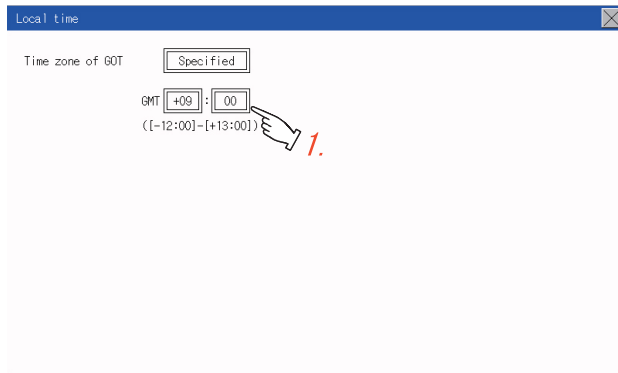 Local time
Time zone of GOT Specified
GMT +09 : 00
([-12:00]-[+13:00])
1.